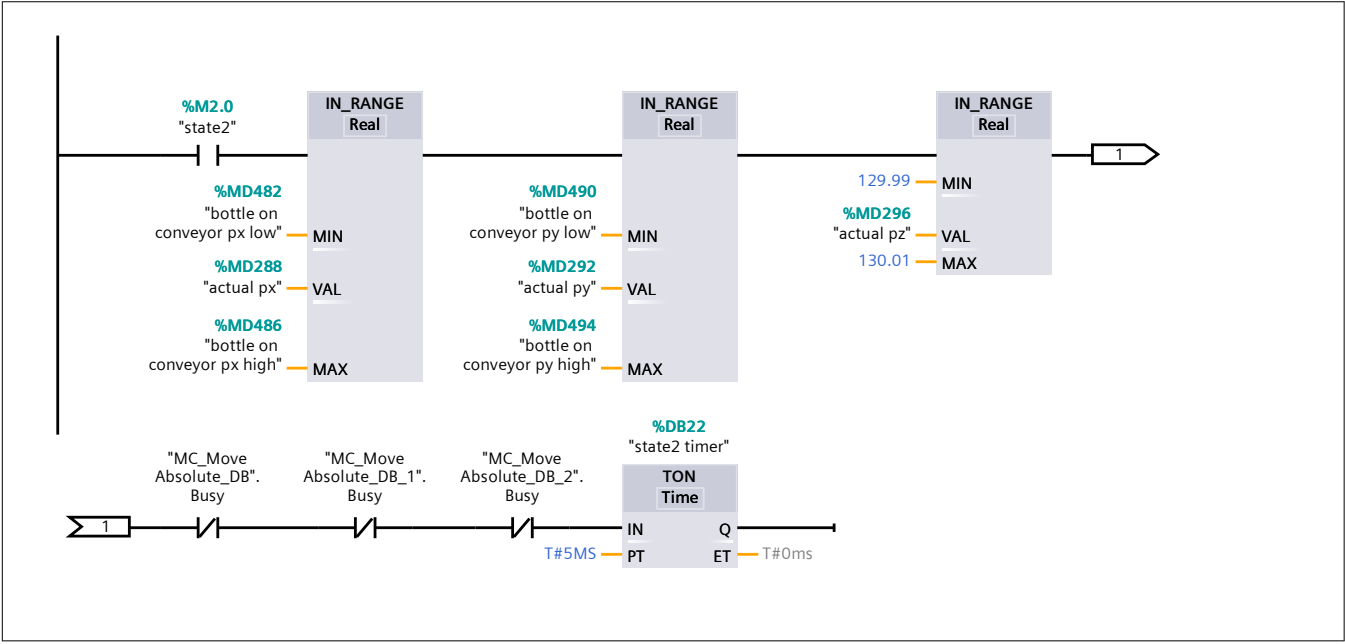 %M2.0
"state2"
IN_RANGE
Real
%MD482
"bottle on
conveyor px low"
MIN
%MD288
"actual px"
VAL
%MD486
"bottle on
conveyor px high"
MAX
IN_RANGE
Real
%MD490
"bottle on
conveyor py low"
MIN
%MD292
"actual py"
VAL
%MD494
"bottle on
conveyor py high"
MAX
IN_RANGE
Real
129.99
MIN
%MD296
"actual pz"
VAL
130.01
MAX
1
1
"MC_Move
Absolute_DB".
Busy
"MC_Move
Absolute_DB_1".
Busy
"MC_Move
Absolute_DB_2".
Busy
%DB22
"state2 timer"
TON
Time
IN
Q
T#5MS
PT
ET
T#0ms